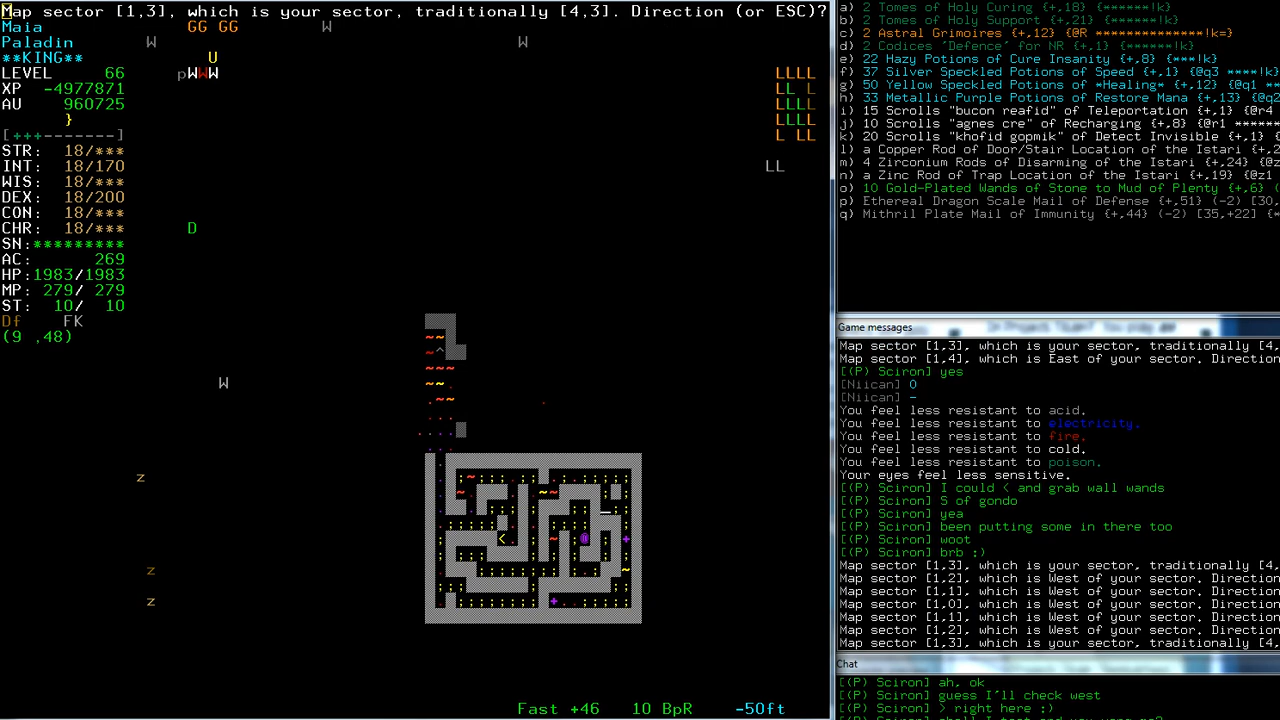 Map sector [1,3], which is your sector, traditionally [4,3]. Direction (or ESC)?
Maia
Paladin
**KING**
LEVEL 66
XP -4977871
AU 960725
}
[+++-------]
STR: 18/***
INT: 18/170
WIS: 18/***
DEX: 18/200
CON: 18/***
CHR: 18/***
SN:*********
AC: 269
HP:1983/1983
MP: 279/ 279
ST: 10/ 10
Df FK
(9 ,48)
GG GG
W
W
W
U
pWWW
LLLL
LL L
LLLL
LLLL
L LL
LL
D
W
z
z
z
Fast +46 10 BpR -50ft
a) 2 Tomes of Holy Curing {+,18} {******!k}
b) 2 Tomes of Holy Support {+,21}
c) 2 Astral Grimoires {+,12} {@R **************!k=}
d) 2 Codices 'Defence' for NR {+,1} {********!k}
e) 22 Hazy Potions of Cure Insanity {+,8} {***!k}
f) 37 Silver Speckled Potions of Speed {+,1} {@q3 ****!k}
g) 50 Yellow Speckled Potions of *Healing* {+,12} {@q1
h) 33 Metallic Purple Potions of Restore Mana {+,13} {@q2
i) 15 Scrolls "bucon reafid" of Teleportation {+,1} {@r4
j) 10 Scrolls "agnes cre" of Recharging {+,8} {@r1 ******
k) 20 Scrolls "khofid gopmik" of Detect Invisible {+,1} {
l) a Copper Rod of Door/Stair Location of the Istari {+,2
m) 4 Zirconium Rods of Disarming of the Istari {+,24} {@z
n) a Zinc Rod of Trap Location of the Istari {+,19} {@z1
o) 10 Gold-Plated Wands of Stone to Mud of Plenty {+,6} (
p) Ethereal Dragon Scale Mail of Defense {+,51} (-2) [30,
q) Mithril Plate Mail of Immunity {+,44} (-2) [35,+22] {*
Game messages
Map sector [1,3], which is your sector, traditionally [4,
Map sector [1,4], which is East of your sector. Direction
[(P) Sciron] yes
[Niican] 0
[Niican] -
You feel less resistant to acid.
You feel less resistant to electricity.
You feel less resistant to fire.
You feel less resistant to cold.
You feel less resistant to poison.
Your eyes feel less sensitive.
[(P) Sciron] I could < and grab wall wands
[(P) Sciron] S of gondo
[(P) Sciron] yea
[(P) Sciron] been putting some in there too
[(P) Sciron] woot
[(P) Sciron] brb :)
Map sector [1,3], which is your sector, traditionally [4,
Map sector [1,2], which is West of your sector. Direction
Map sector [1,1], which is West of your sector. Direction
Map sector [1,0], which is West of your sector. Direction
Map sector [1,1], which is West of your sector. Direction
Map sector [1,2], which is West of your sector. Direction
Map sector [1,3], which is your sector, traditionally [4,
Chat
[(P) Sciron] ah, ok
[(P) Sciron] guess I'll check west
[(P) Sciron] > right here :)